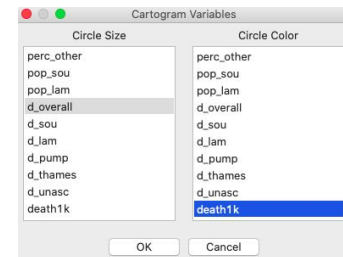 Cartogram Variables
Circle Size
perc_other
pop_sou
pop_lam
d_overall
d_sou
d_lam
d_pump
d_thames
d_unasc
death1k
Circle Color
perc_other
pop_sou
pop_lam
d_overall
d_sou
d_lam
d_pump
d_thames
d_unasc
death1k
OK
Cancel